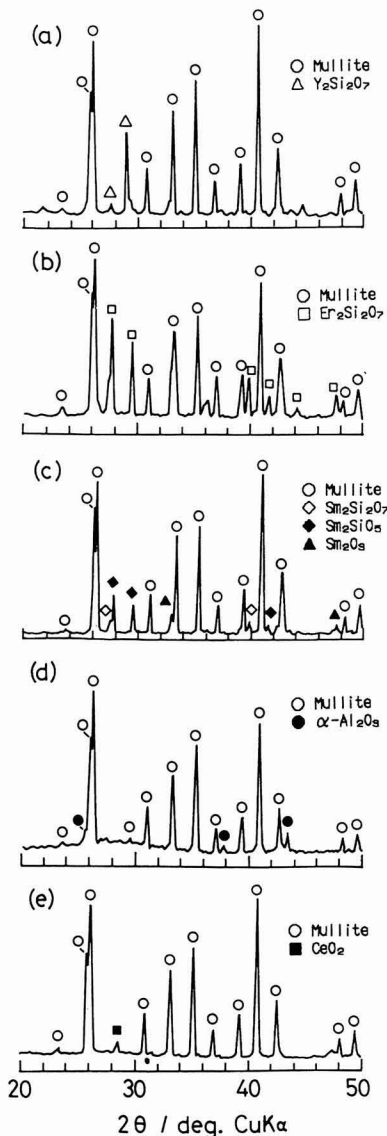 (a)
○ Mullite
△ Y₂Si₂O₇
(b)
○ Mullite
□ Er₂Si₂O₇
(c)
○ Mullite
◇ Sm₂Si₂O₇
◆ Sm₂SiO₅
▲ Sm₂O₃
(d)
○ Mullite
● α-Al₂O₃
(e)
○ Mullite
■ CeO₂
20 30 40 50
2θ / deg. CuKα